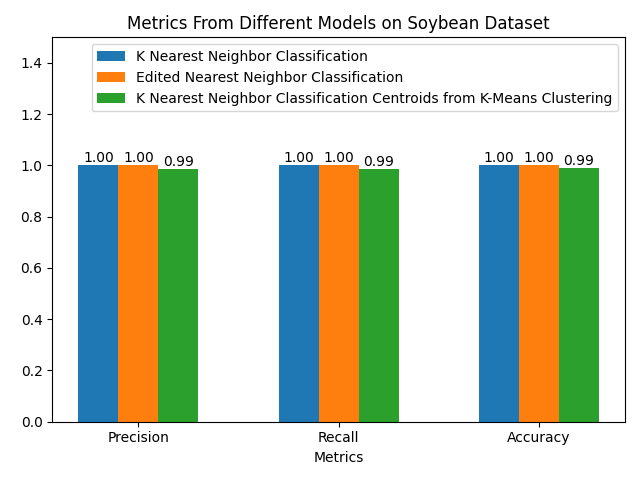 Metrics From Different Models on Soybean Dataset
K Nearest Neighbor Classification
Edited Nearest Neighbor Classification
K Nearest Neighbor Classification Centroids from K-Means Clustering
1.4
1.2
1.0
0.8
0.6
0.4
0.2
0.0
1.00 1.00 0.99 1.00 1.00 0.99 1.00 1.00 0.99
Precision Recall Accuracy
Metrics